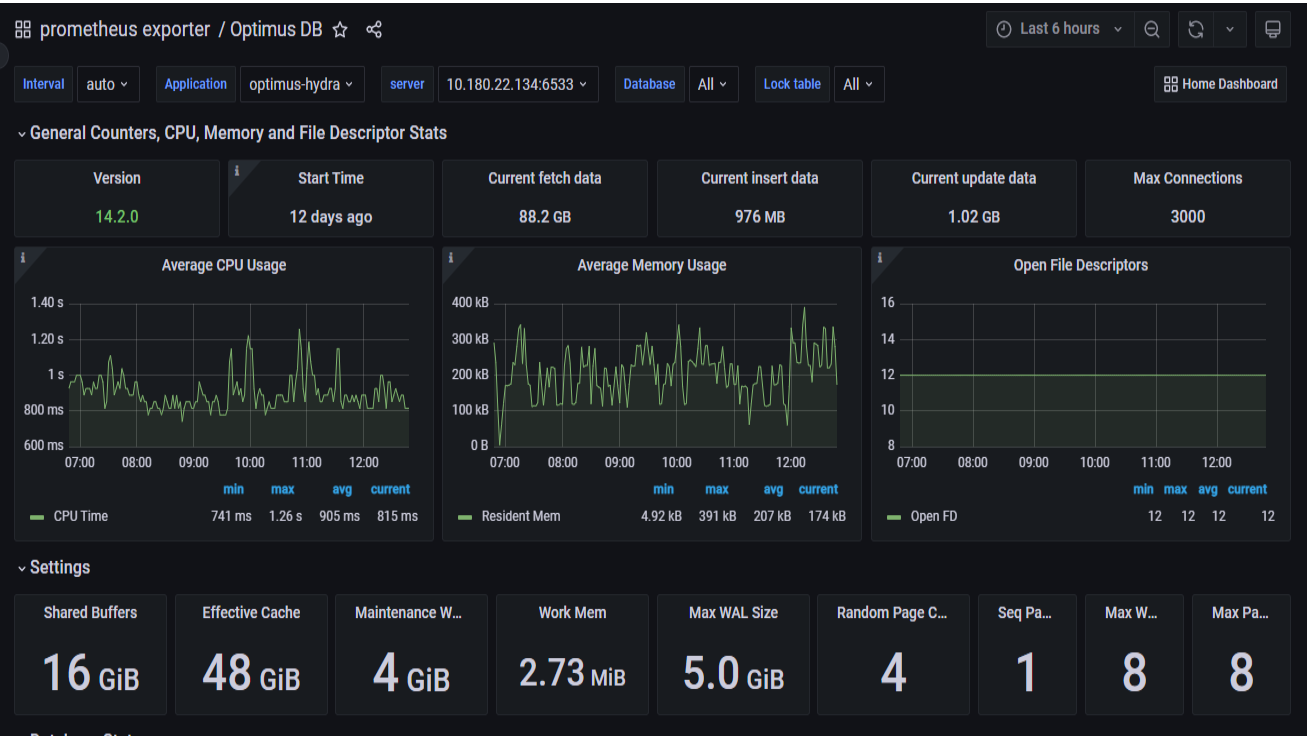 prometheus exporter / Optimus DB
Last 6 hours
Interval auto Application optimus-hydra server 10.180.22.134:6533 Database All Lock table All Home Dashboard
General Counters, CPU, Memory and File Descriptor Stats
Version
14.2.0
i
Start Time
12 days ago
Current fetch data
88.2 GB
Current insert data
976 MB
Current update data
1.02 GB
Max Connections
3000
i
Average CPU Usage
1.40 s
1.20 s
1 s
800 ms
600 ms
07:00 08:00 09:00 10:00 11:00 12:00
min max avg current
CPU Time 741 ms 1.26 s 905 ms 815 ms
i
Average Memory Usage
400 kB
300 kB
200 kB
100 kB
0 B
07:00 08:00 09:00 10:00 11:00 12:00
min max avg current
Resident Mem 4.92 kB 391 kB 207 kB 174 kB
i
Open File Descriptors
16
14
12
10
8
07:00 08:00 09:00 10:00 11:00 12:00
min max avg current
Open FD 12 12 12 12
Settings
Shared Buffers
16 GiB
Effective Cache
48 GiB
Maintenance W...
4 GiB
Work Mem
2.73 MiB
Max WAL Size
5.0 GiB
Random Page C...
4
Seq Pa...
1
Max W...
8
Max Pa...
8